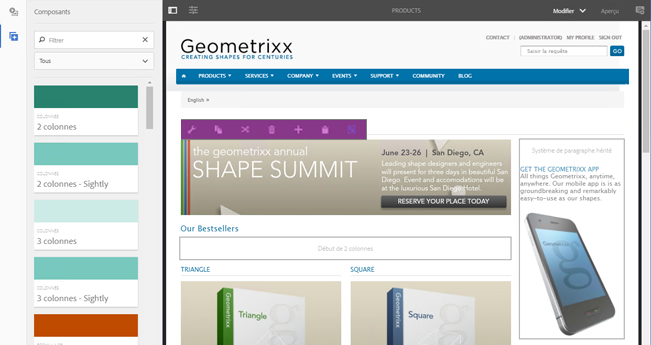 Composants
PRODUCTS
Modifier
Aperçu
Filtrer
Tous
COLONNES
2 colonnes
COLONNES
2 colonnes - Sightly
COLONNES
3 colonnes
COLONNES
3 colonnes - Sightly
Geometrixx
CREATING SHAPES FOR CENTURIES
CONTACT | (ADMINISTRATOR) MY PROFILE SIGN OUT
Saisir la requête
GO
PRODUCTS SERVICES COMPANY EVENTS SUPPORT COMMUNITY BLOG
English »
the geometrixx annual
SHAPE SUMMIT
June 23-26 | San Diego, CA
Leading shape designers and engineers
will present for three days in beautiful San
Diego. Event and accomodations will be
at the luxurious San Diego Hotel.
RESERVE YOUR PLACE TODAY
Système de paragraphe hérité
GET THE GEOMETRIXX APP
All things Geometrixx, anytime,
anywhere. Our mobile app is is as
groundbreaking and remarkably
easy-to-use as our shapes.
Our Bestsellers
Début de 2 colonnes
TRIANGLE
SQUARE
Geometrixx
Triangle
Geometrixx
Square